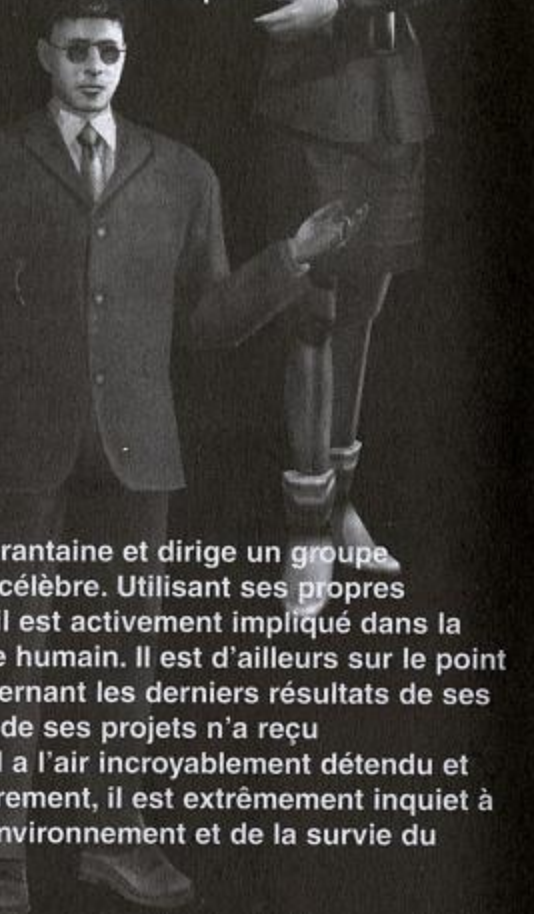 rantaine et dirige un groupe
célèbre. Utilisant ses propres
il est activement impliqué dans la
e humain. Il est d'ailleurs sur le point
ernant les derniers résultats de ses
de ses projets n'a reçu
l a l'air incroyablement détendu et
rement, il est extrêmement inquiet à
nvironnement et de la survie du